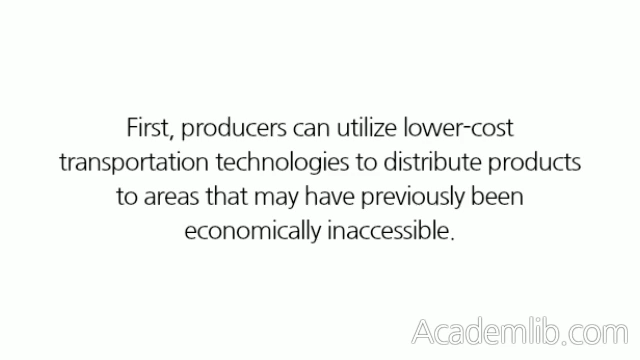 First, producers can utilize lower-cost
transportation technologies to distribute products
to areas that may have previously been
economically inaccessible.
Academlib.com